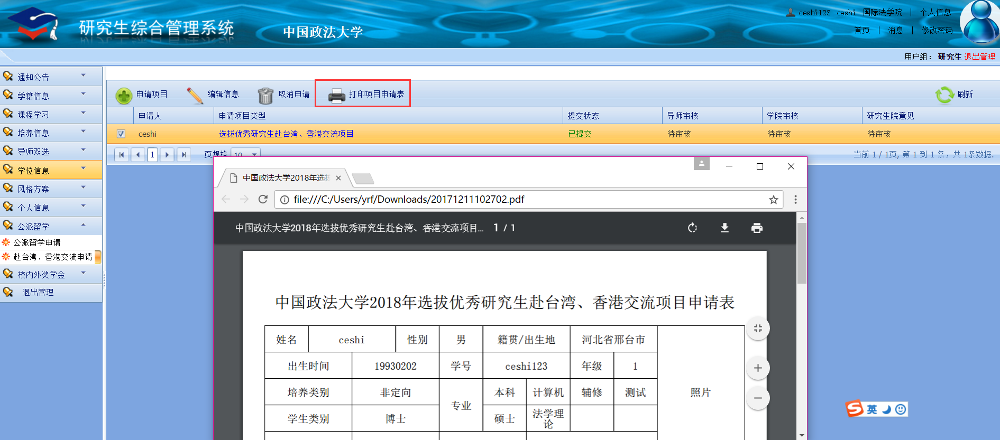 研究生综合管理系统
中国政法大学
ceshi123 ceshi 国际法学院 | 个人信息
首页 | 消息 | 修改密码
用户组： 研究生 退出管理
通知公告
学籍信息
课程学习
培养信息
导师双选
学位信息
风格方案
个人信息
公派留学
公派留学申请
赴台湾、香港交流申请
校内外奖学金
退出管理
申请项目 编辑信息 取消申请 打印项目申请表 刷新
申请人 申请项目类型 提交状态 导师审核 学院审核 研究生院意见
ceshi 选拔优秀研究生赴台湾、香港交流项目 已提交 待审核 待审核 待审核
1 页规格 10 当前 1 / 1页, 第 1 到 1 条，共 1条数据.
中国政法大学2018年选
file:///C:/Users/yrf/Downloads/20171211102702.pdf
中国政法大学2018年选拔优秀研究生赴台湾、香港交流项目... 1 / 1
中国政法大学2018年选拔优秀研究生赴台湾、香港交流项目申请表
姓名 ceshi 性别 男 籍贯/出生地 河北省邢台市
出生时间 19930202 学号 ceshi123 年级 1
培养类别 非定向 专业 本科 计算机 辅修 测试 照片
学生类别 博士 硕士 法学理论
英